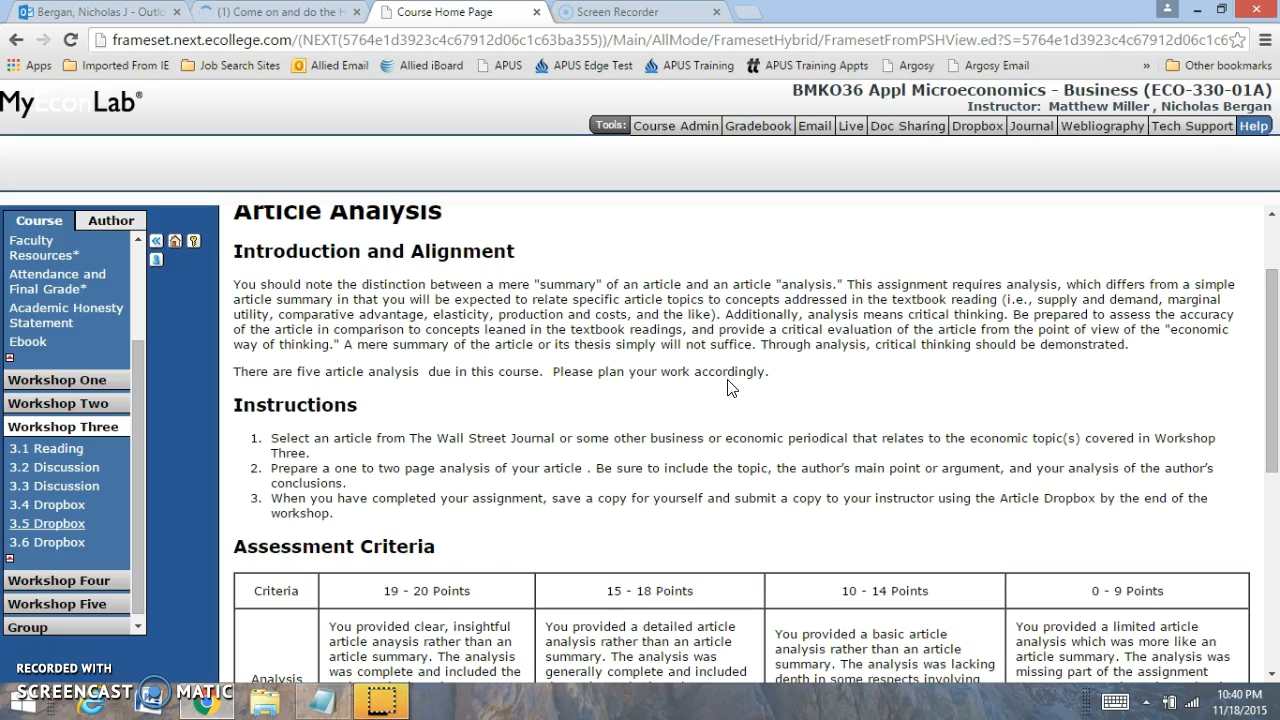 Bergan, Nicholas J - Outlo
(1) Come on and do the H
Course Home Page
Screen Recorder
frameset.next.ecollege.com/(NEXT(5764e1d3923c4c67912d06c63aba355))/Main/AllMode/FramesetHybrid/FramesetFromPSHView.ed?S=5764e1d3923c4c67912d06c6
Apps Imported From IE Job Search Sites Allied Email Allied iBoard APUS APUS Edge Test APUS Training APUS Training Appts Argosy Argosy Email » Other bookmarks
MyEconLab®
BMKO36 Appl Microeconomics - Business (ECO-330-01A)
Instructor: Matthew Miller , Nicholas Bergan
Tools: Course Admin Gradebook Email Live Doc Sharing Dropbox Journal Webliography Tech Support Help
Course Author
Faculty
Resources*
Attendance and
Final Grade*
Academic Honesty
Statement
Ebook
Workshop One
Workshop Two
Workshop Three
3.1 Reading
3.2 Discussion
3.3 Discussion
3.4 Dropbox
3.5 Dropbox
3.6 Dropbox
Workshop Four
Workshop Five
Group
Article Analysis
Introduction and Alignment
You should note the distinction between a mere "summary" of an article and an article "analysis." This assignment requires analysis, which differs from a simple
article summary in that you will be expected to relate specific article topics to concepts addressed in the textbook reading (i.e., supply and demand, marginal
utility, comparative advantage, elasticity, production and costs, and the like). Additionally, analysis means critical thinking. Be prepared to assess the accuracy
of the article in comparison to concepts leaned in the textbook readings, and provide a critical evaluation of the article from the point of view of the "economic
way of thinking." A mere summary of the article or its thesis simply will not suffice. Through analysis, critical thinking should be demonstrated.
There are five article analysis due in this course. Please plan your work accordingly.
Instructions
1. Select an article from The Wall Street Journal or some other business or economic periodical that relates to the economic topic(s) covered in Workshop
Three.
2. Prepare a one to two page analysis of your article . Be sure to include the topic, the author's main point or argument, and your analysis of the author's
conclusions.
3. When you have completed your assignment, save a copy for yourself and submit a copy to your instructor using the Article Dropbox by the end of the
workshop.
Assessment Criteria
Criteria 19 - 20 Points 15 - 18 Points 10 - 14 Points 0 - 9 Points
Analysis
You provided clear, insightful
article anaysis rather than an
article summary. The analysis
was complete and included the
You provided a detailed article
analysis rather than an article
summary. The analysis was
generally complete and included
You provided a basic article
analysis rather than an article
summary. The analysis was lacking
depth in some respects involving
You provided a limited article
analysis which was more like an
article summary. The analysis was
missing part of the assignment
RECORDED WITH
SCREENCAST MATIC
10:40 PM
11/18/2015